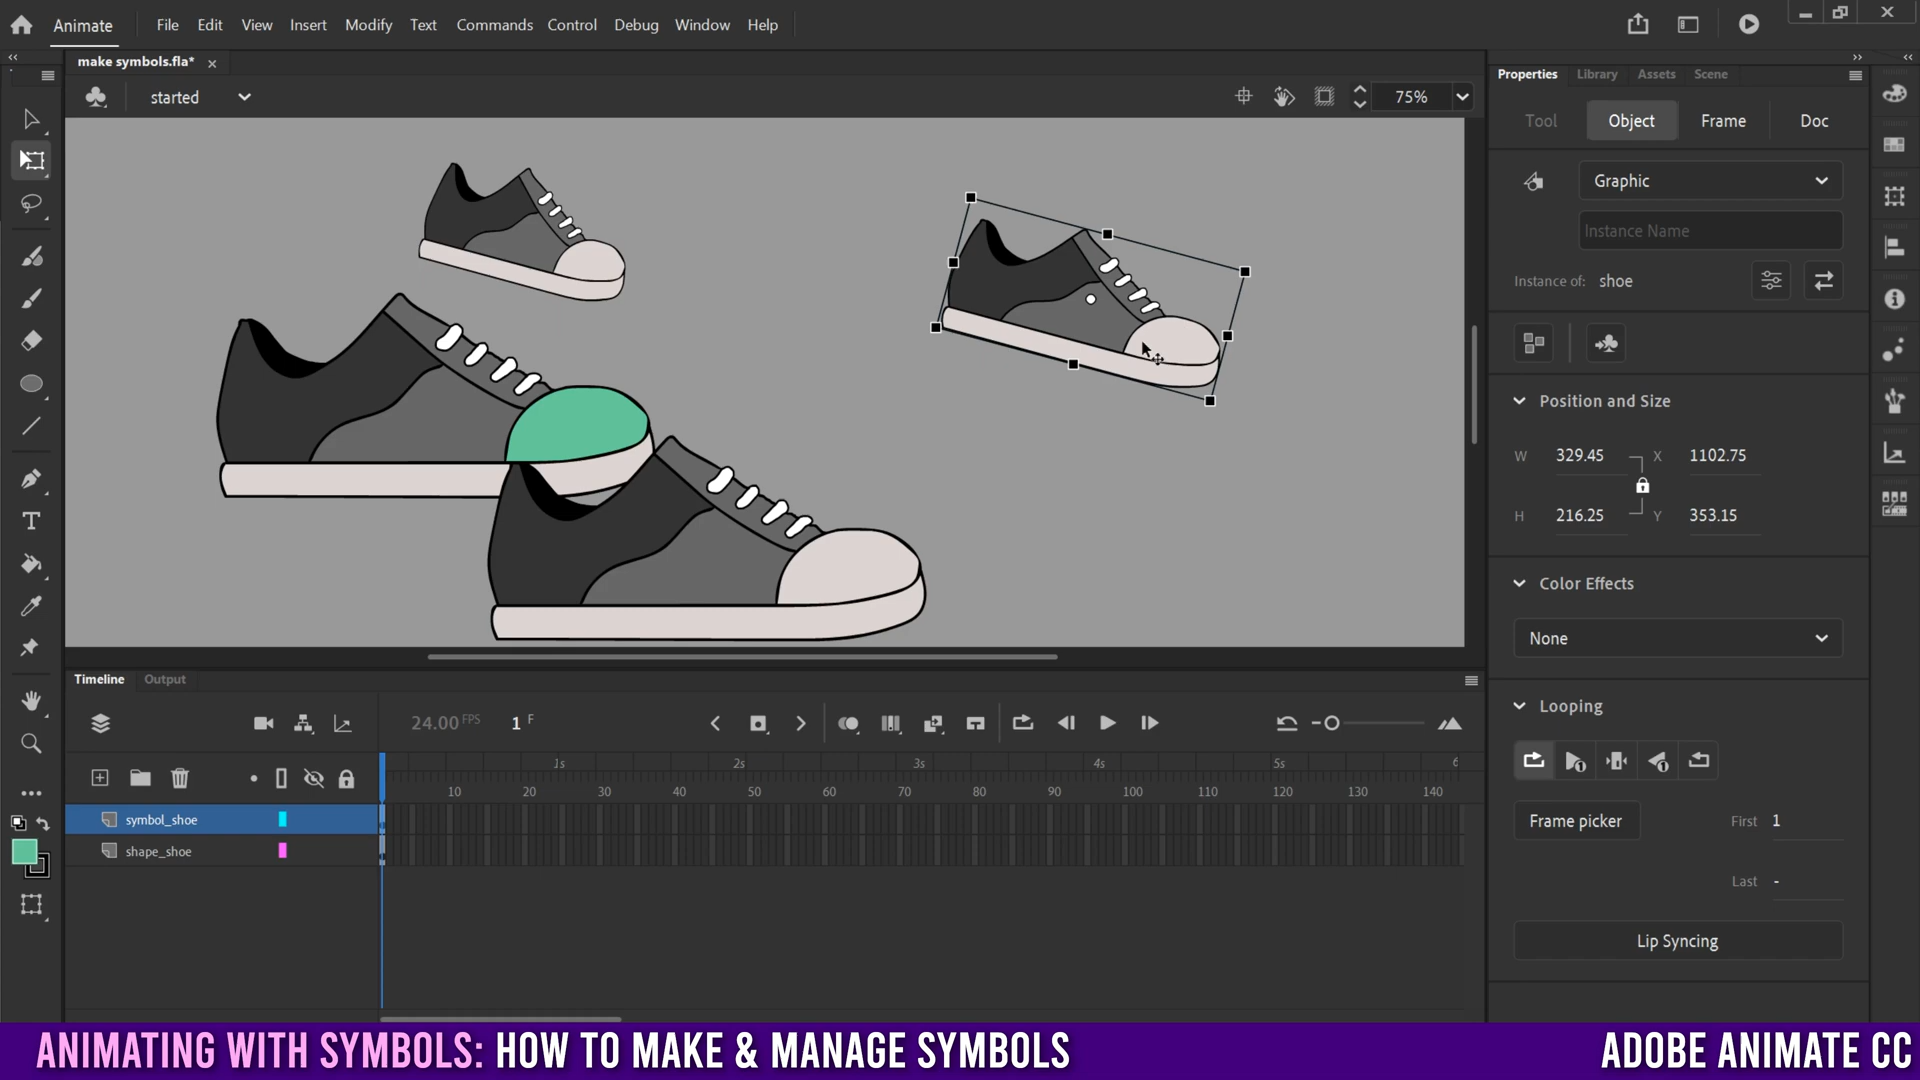 Animate File Edit View Insert Modify Text Commands Control Debug Window Help
make symbols.fla*
started 75%
Properties Library Assets Scene
Tool Object Frame Doc
Graphic
Instance Name
Instance of: shoe
Position and Size
W 329.45 X 1102.75
H 216.25 Y 353.15
Color Effects
None
Looping
Frame picker First 1
Last -
Lip Syncing
Timeline Output
24.00 FPS 1 F
1s 2s 3s 4s 5s 6
10 20 30 40 50 60 70 80 90 100 110 120 130 140
symbol_shoe
shape_shoe
ANIMATING WITH SYMBOLS: HOW TO MAKE & MANAGE SYMBOLS ADOBE ANIMATE CC